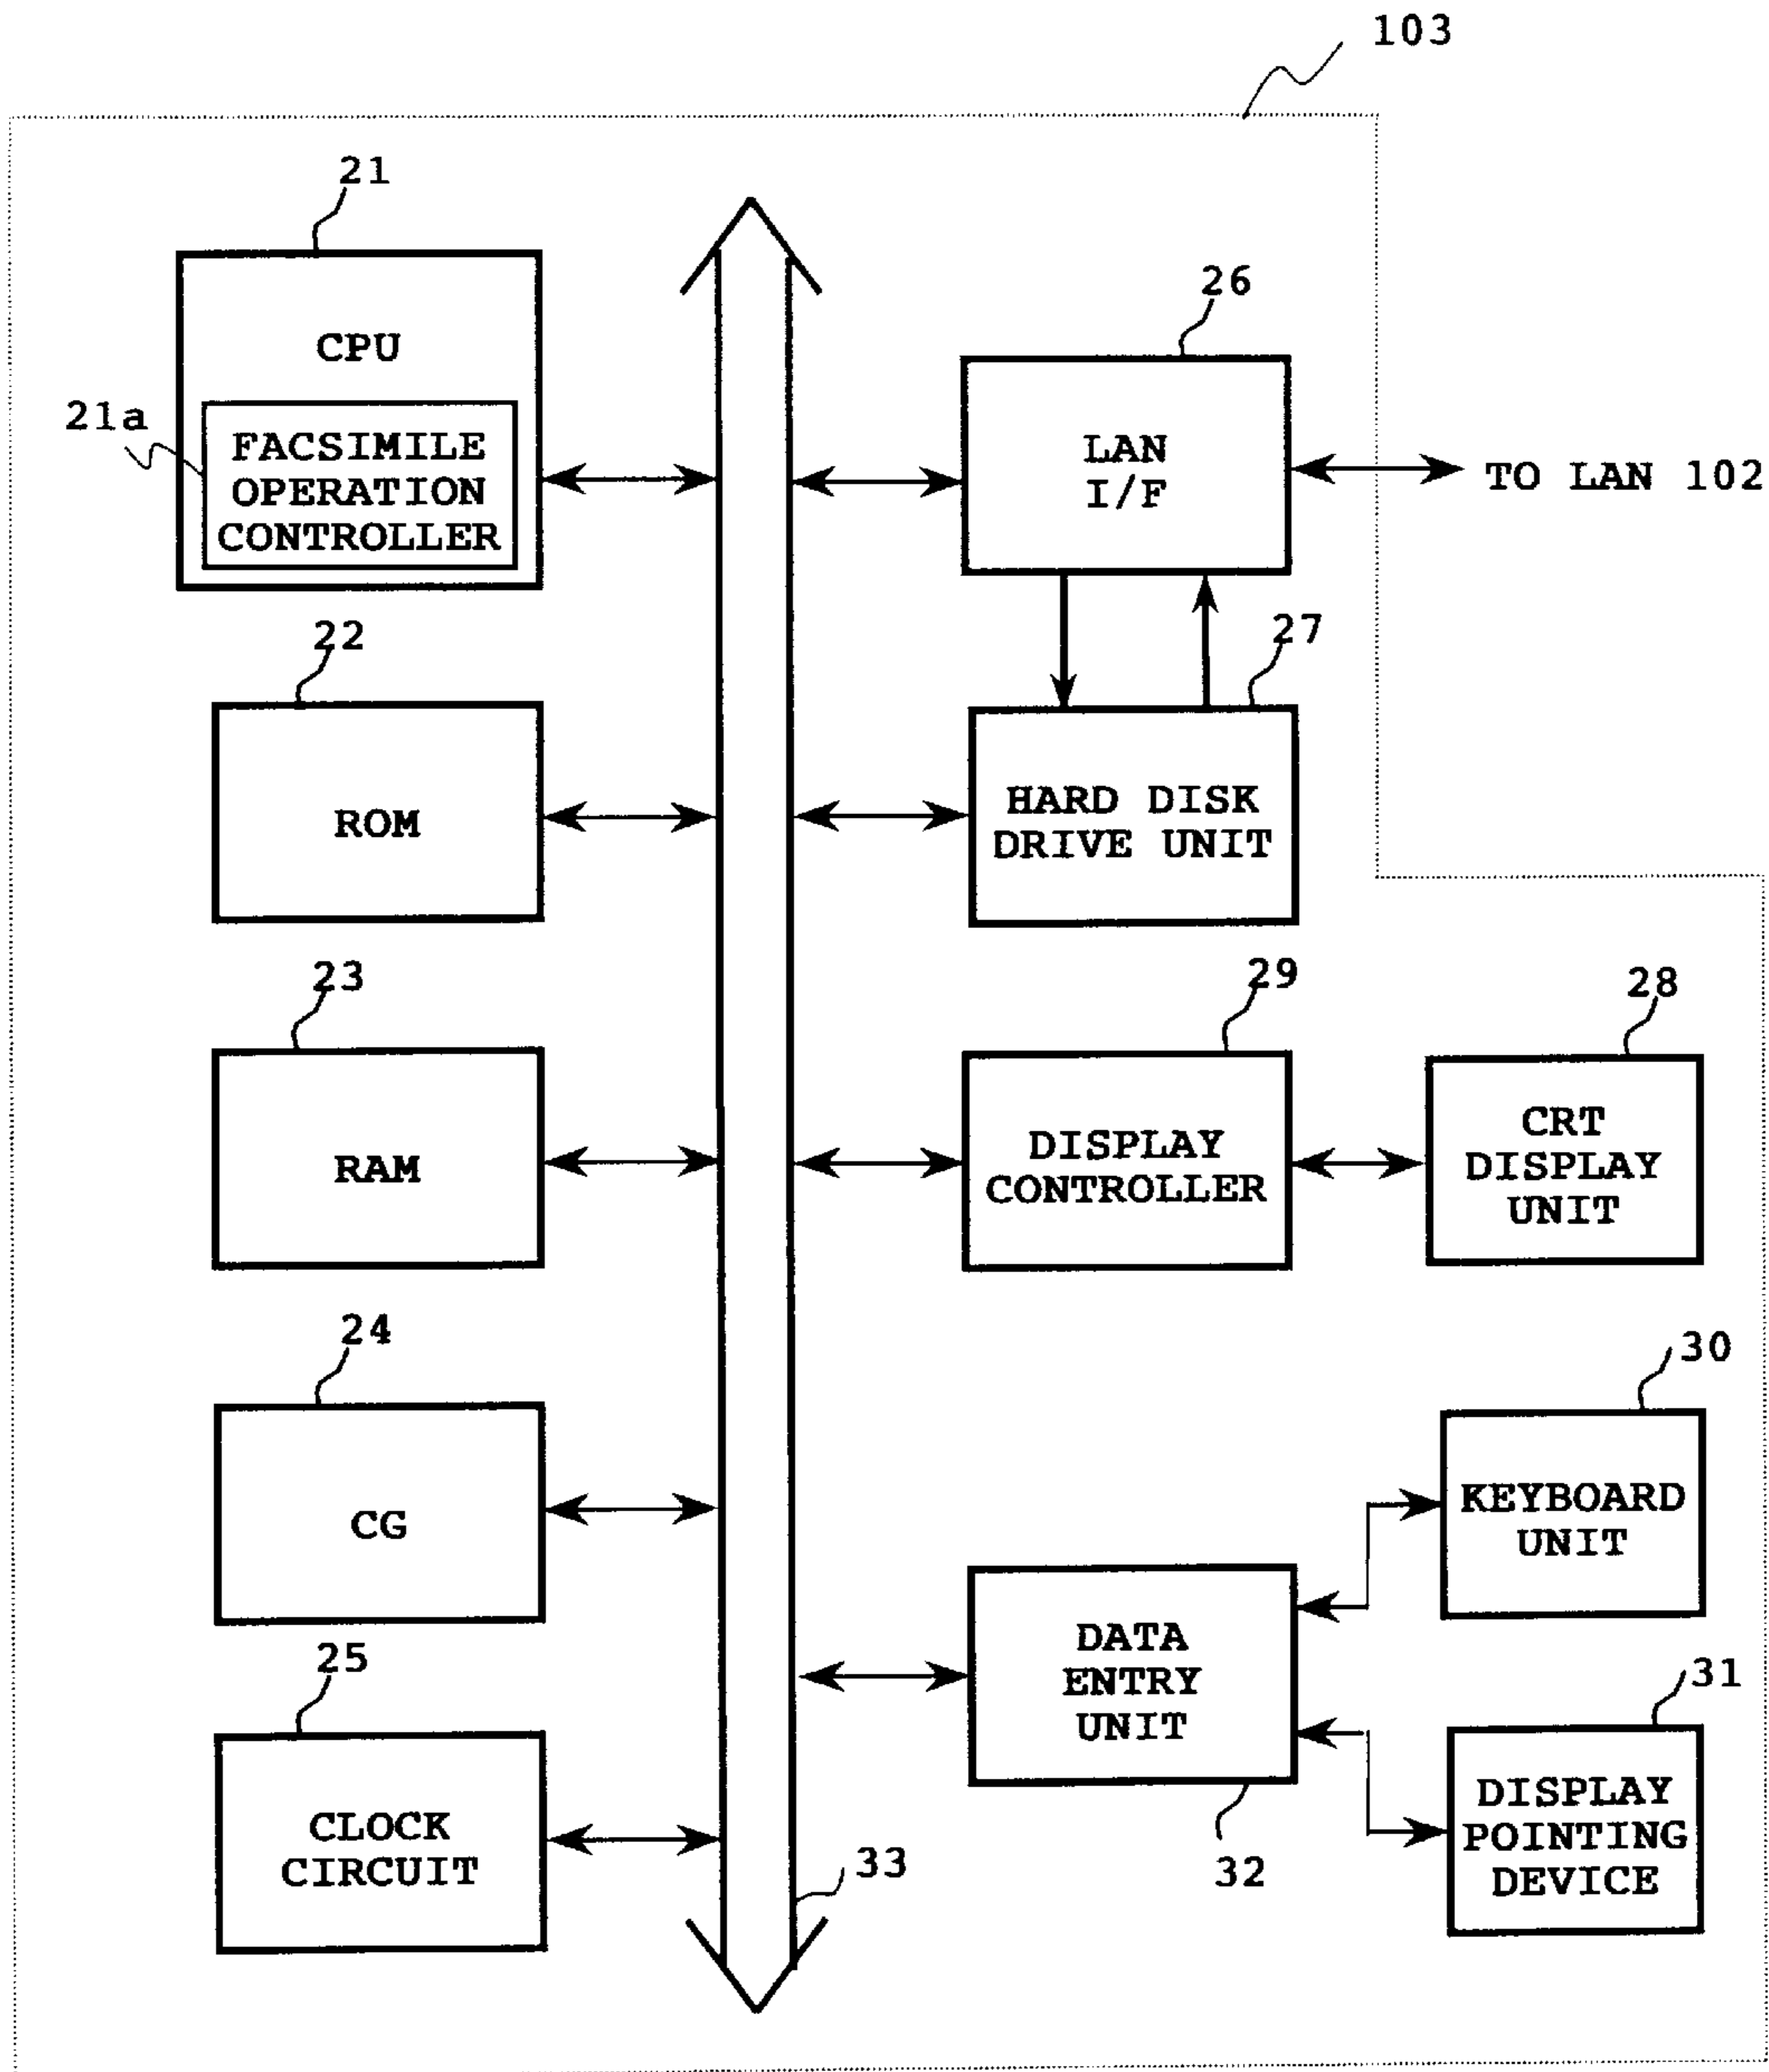 103
21
CPU
21a
FACSIMILE
OPERATION
CONTROLLER
26
LAN
I/F
TO LAN 102
22
ROM
27
HARD DISK
DRIVE UNIT
23
RAM
29
DISPLAY
CONTROLLER
28
CRT
DISPLAY
UNIT
24
CG
30
KEYBOARD
UNIT
25
CLOCK
CIRCUIT
DATA
ENTRY
UNIT
32
31
DISPLAY
POINTING
DEVICE
33